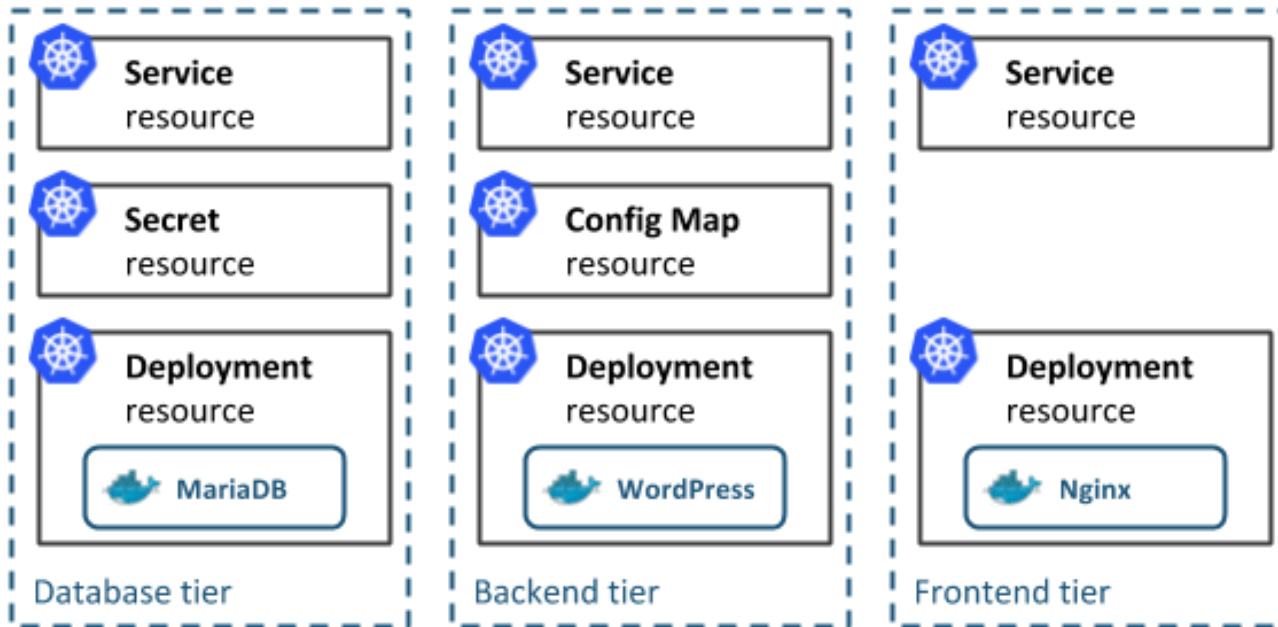 Service
resource
Secret
resource
Deployment
resource
MariaDB
Database tier
Service
resource
Config Map
resource
Deployment
resource
WordPress
Backend tier
Service
resource
Deployment
resource
Nginx
Frontend tier